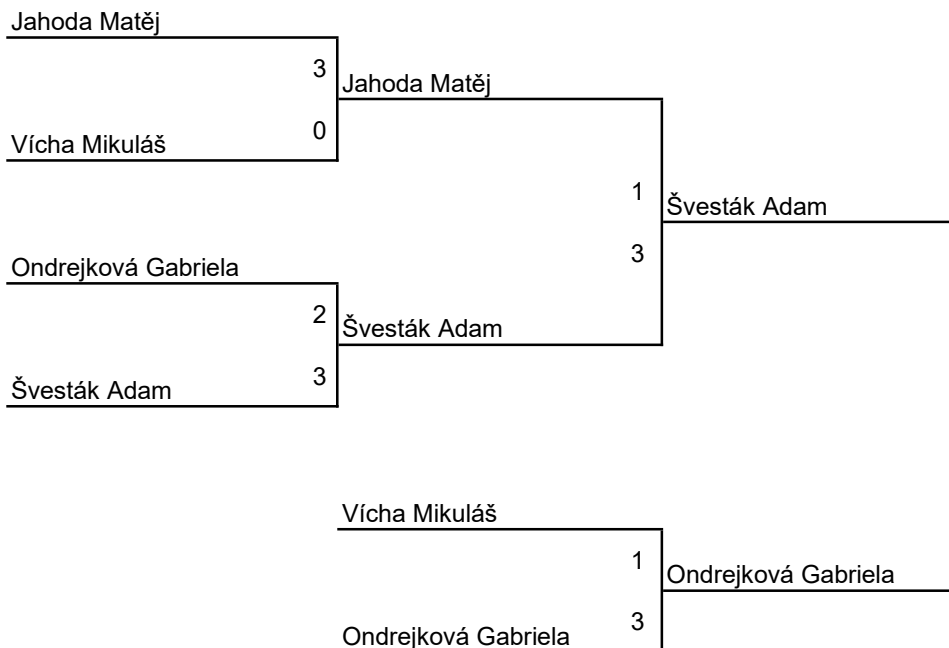 Jahoda Matěj
3
Jahoda Matěj
0
Vícha Mikuláš
1
Švesták Adam
3
Ondrejková Gabriela
2
Švesták Adam
3
Švesták Adam
Vícha Mikuláš
1
Ondrejková Gabriela
3
Ondrejková Gabriela